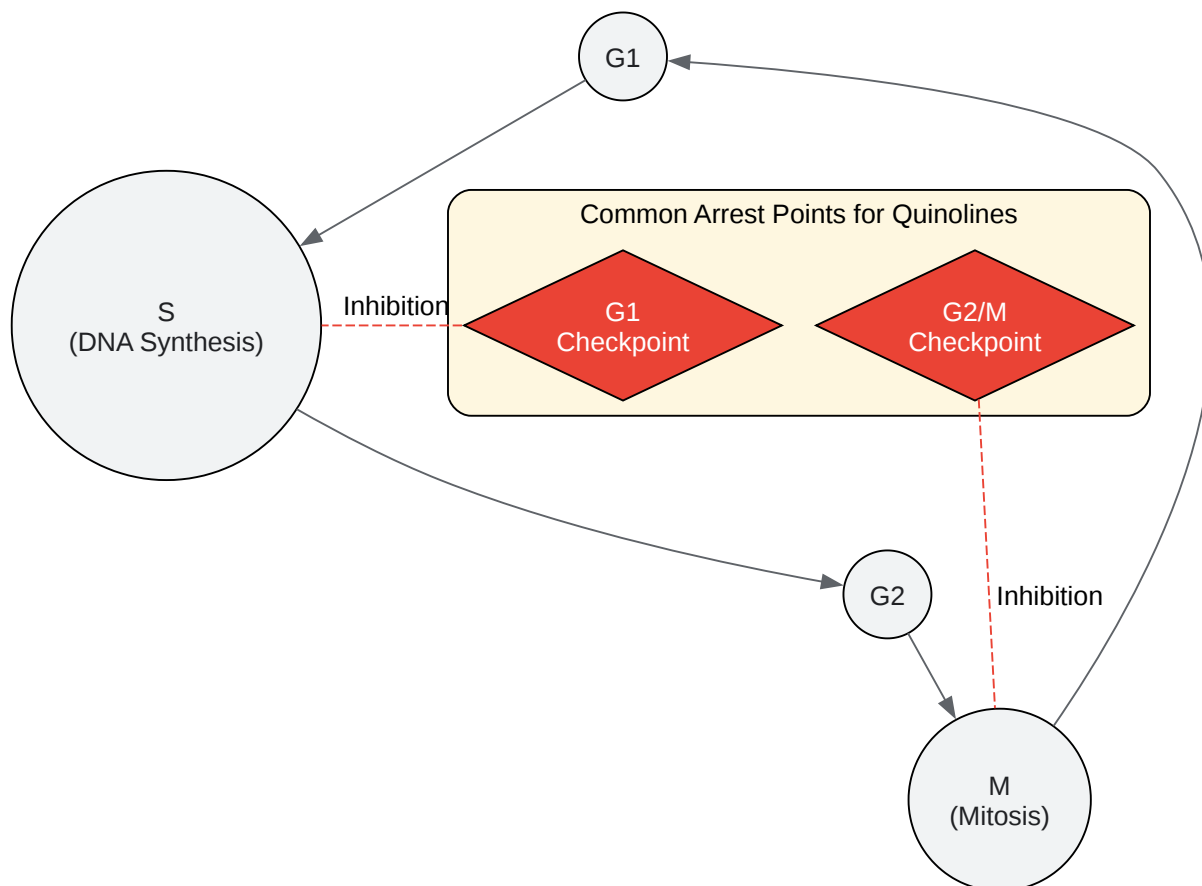 G1
Common Arrest Points for Quinolines
S
(DNA Synthesis)
Inhibition
G1
Checkpoint
G2/M
Checkpoint
G2
Inhibition
M
(Mitosis)